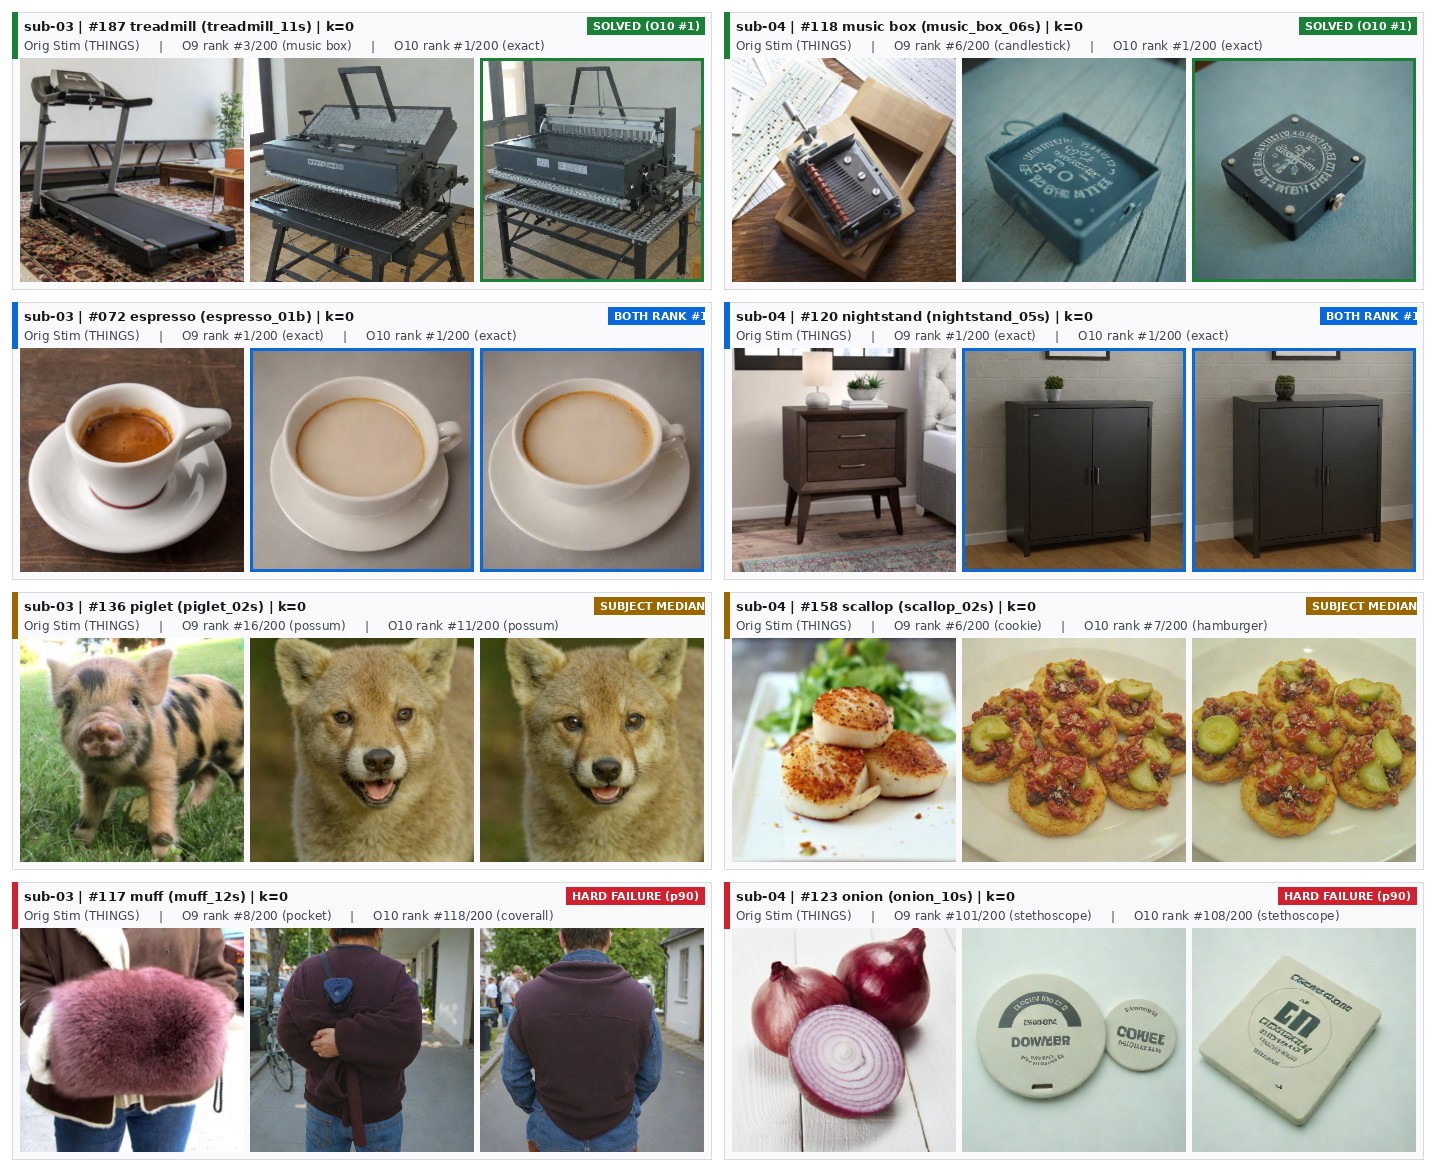 sub-03 | #187 treadmill (treadmill_11s) | k=0
SOLVED (O10 #1)
Orig Stim (THINGS) | O9 rank #3/200 (music box) | O10 rank #1/200 (exact)
sub-04 | #118 music box (music_box_06s) | k=0
SOLVED (O10 #1)
Orig Stim (THINGS) | O9 rank #6/200 (candlestick) | O10 rank #1/200 (exact)
sub-03 | #072 espresso (espresso_01b) | k=0
BOTH RANK #1
Orig Stim (THINGS) | O9 rank #1/200 (exact) | O10 rank #1/200 (exact)
sub-04 | #120 nightstand (nightstand_05s) | k=0
BOTH RANK #1
Orig Stim (THINGS) | O9 rank #1/200 (exact) | O10 rank #1/200 (exact)
sub-03 | #136 piglet (piglet_02s) | k=0
SUBJECT MEDIAN
Orig Stim (THINGS) | O9 rank #16/200 (possum) | O10 rank #11/200 (possum)
sub-04 | #158 scallop (scallop_02s) | k=0
SUBJECT MEDIAN
Orig Stim (THINGS) | O9 rank #6/200 (cookie) | O10 rank #7/200 (hamburger)
sub-03 | #117 muff (muff_12s) | k=0
HARD FAILURE (p90)
Orig Stim (THINGS) | O9 rank #8/200 (pocket) | O10 rank #118/200 (coverall)
sub-04 | #123 onion (onion_10s) | k=0
HARD FAILURE (p90)
Orig Stim (THINGS) | O9 rank #101/200 (stethoscope) | O10 rank #108/200 (stethoscope)